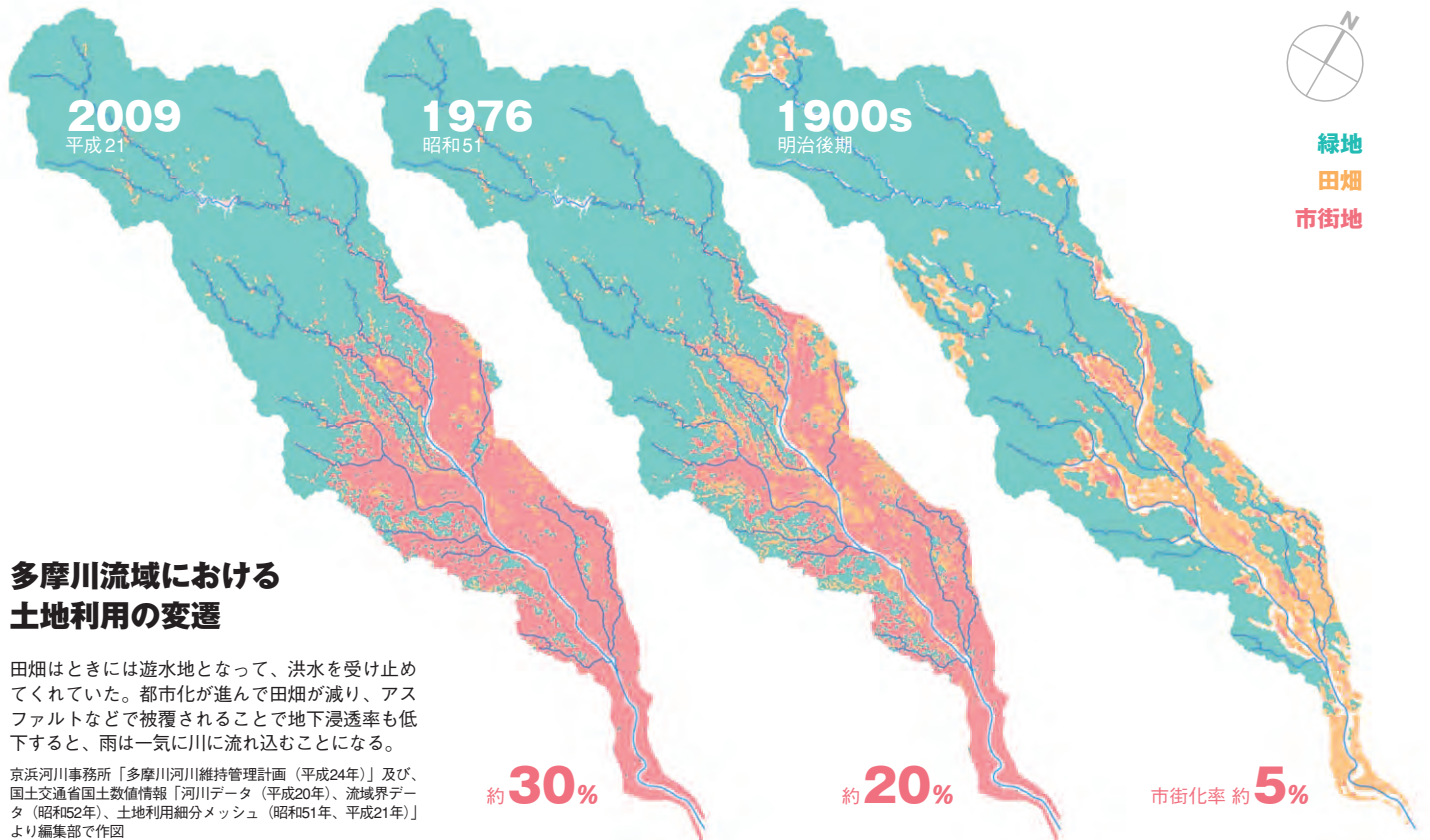 2009
平成21
1976
昭和51
1900s
明治後期
N
緑地
田畑
市街地
多摩川流域における
土地利用の変遷
田畑はときには遊水地となって、洪水を受け止め
てくれていた。都市化が進んで田畑が減り、アス
ファルトなどで被覆されることで地下浸透率も低
下すると、雨は一気に川に流れ込むことになる。
京浜河川事務所「多摩川河川維持管理計画（平成24年）」及び、
国土交通省国土数値情報「河川データ（平成20年）、流域界デー
タ（昭和52年）、土地利用細分メッシュ（昭和51年、平成21年）」
より編集部で作図
約30%
約20%
市街化率 約5%